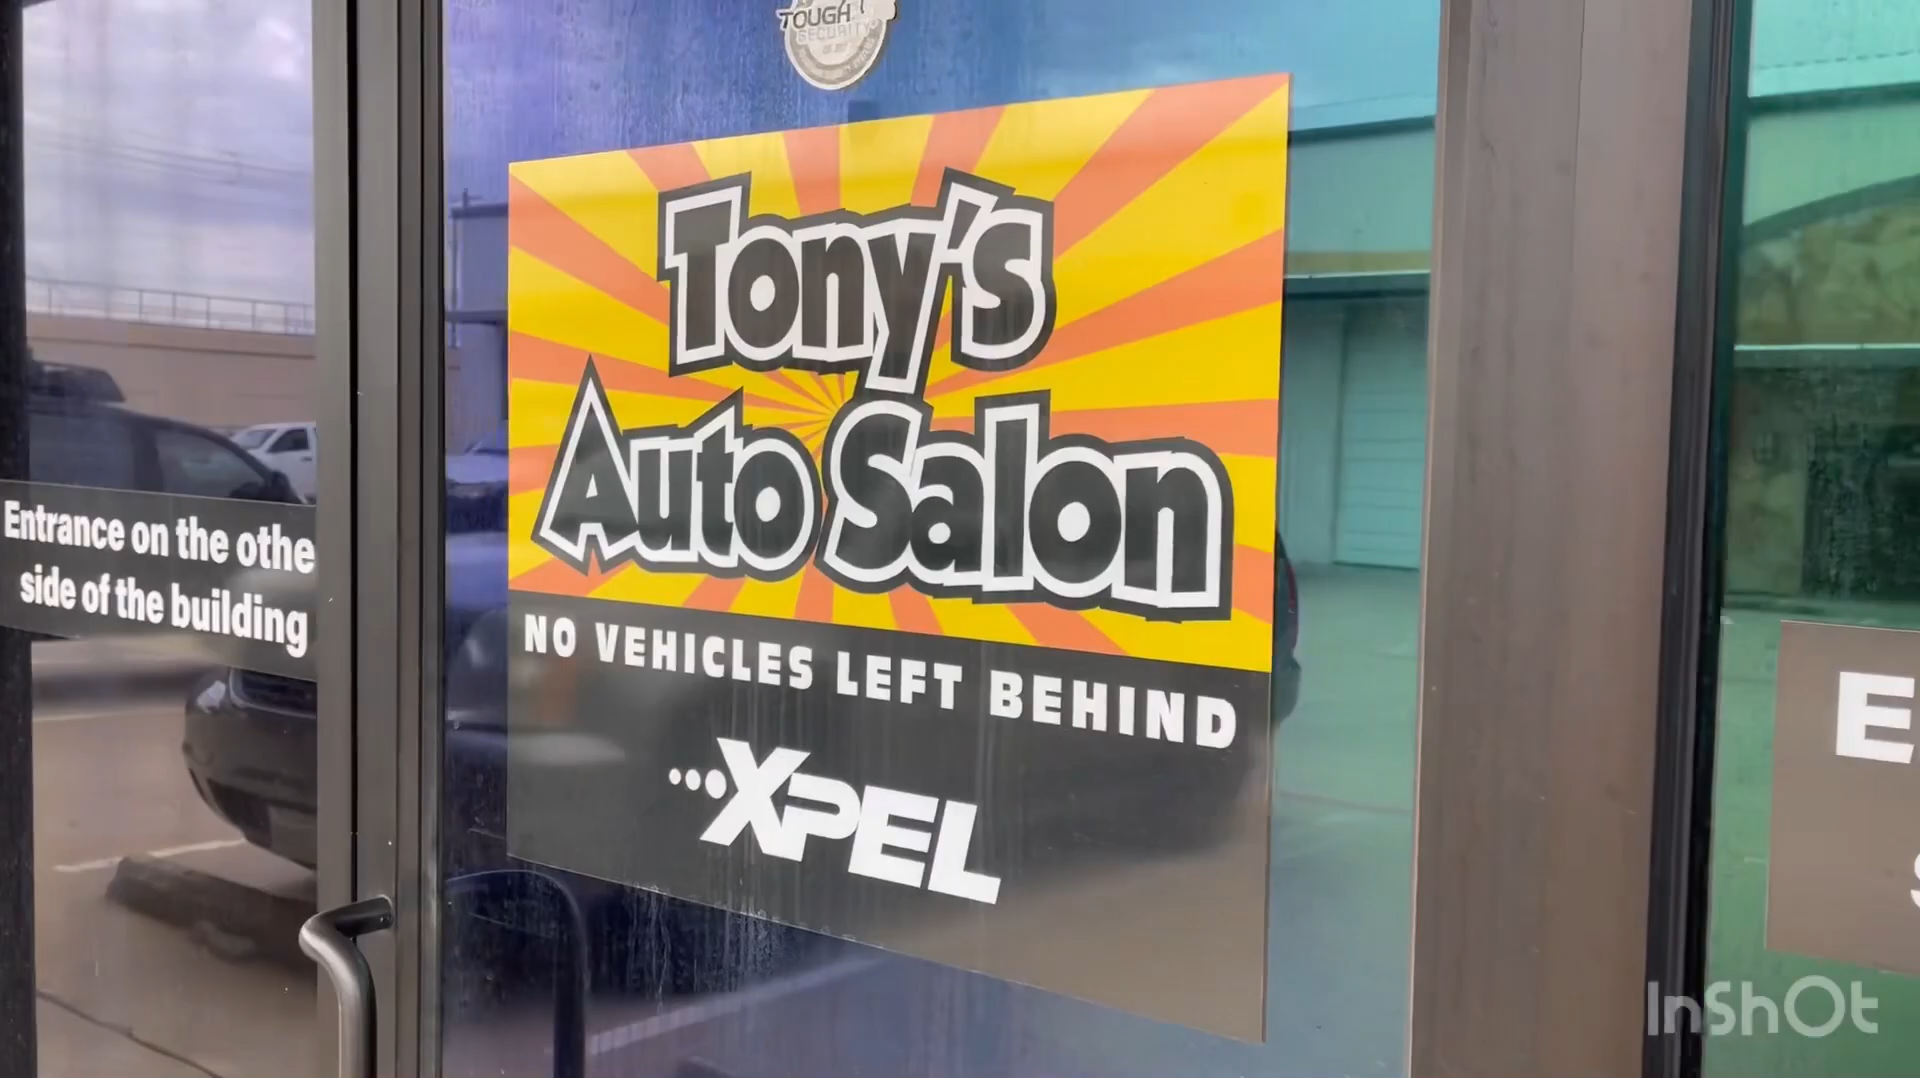 TOUGH
SECURITY
Tony's
Auto Salon
NO VEHICLES LEFT BEHIND
XPEL
Entrance on the othe
side of the building
E
InShOt